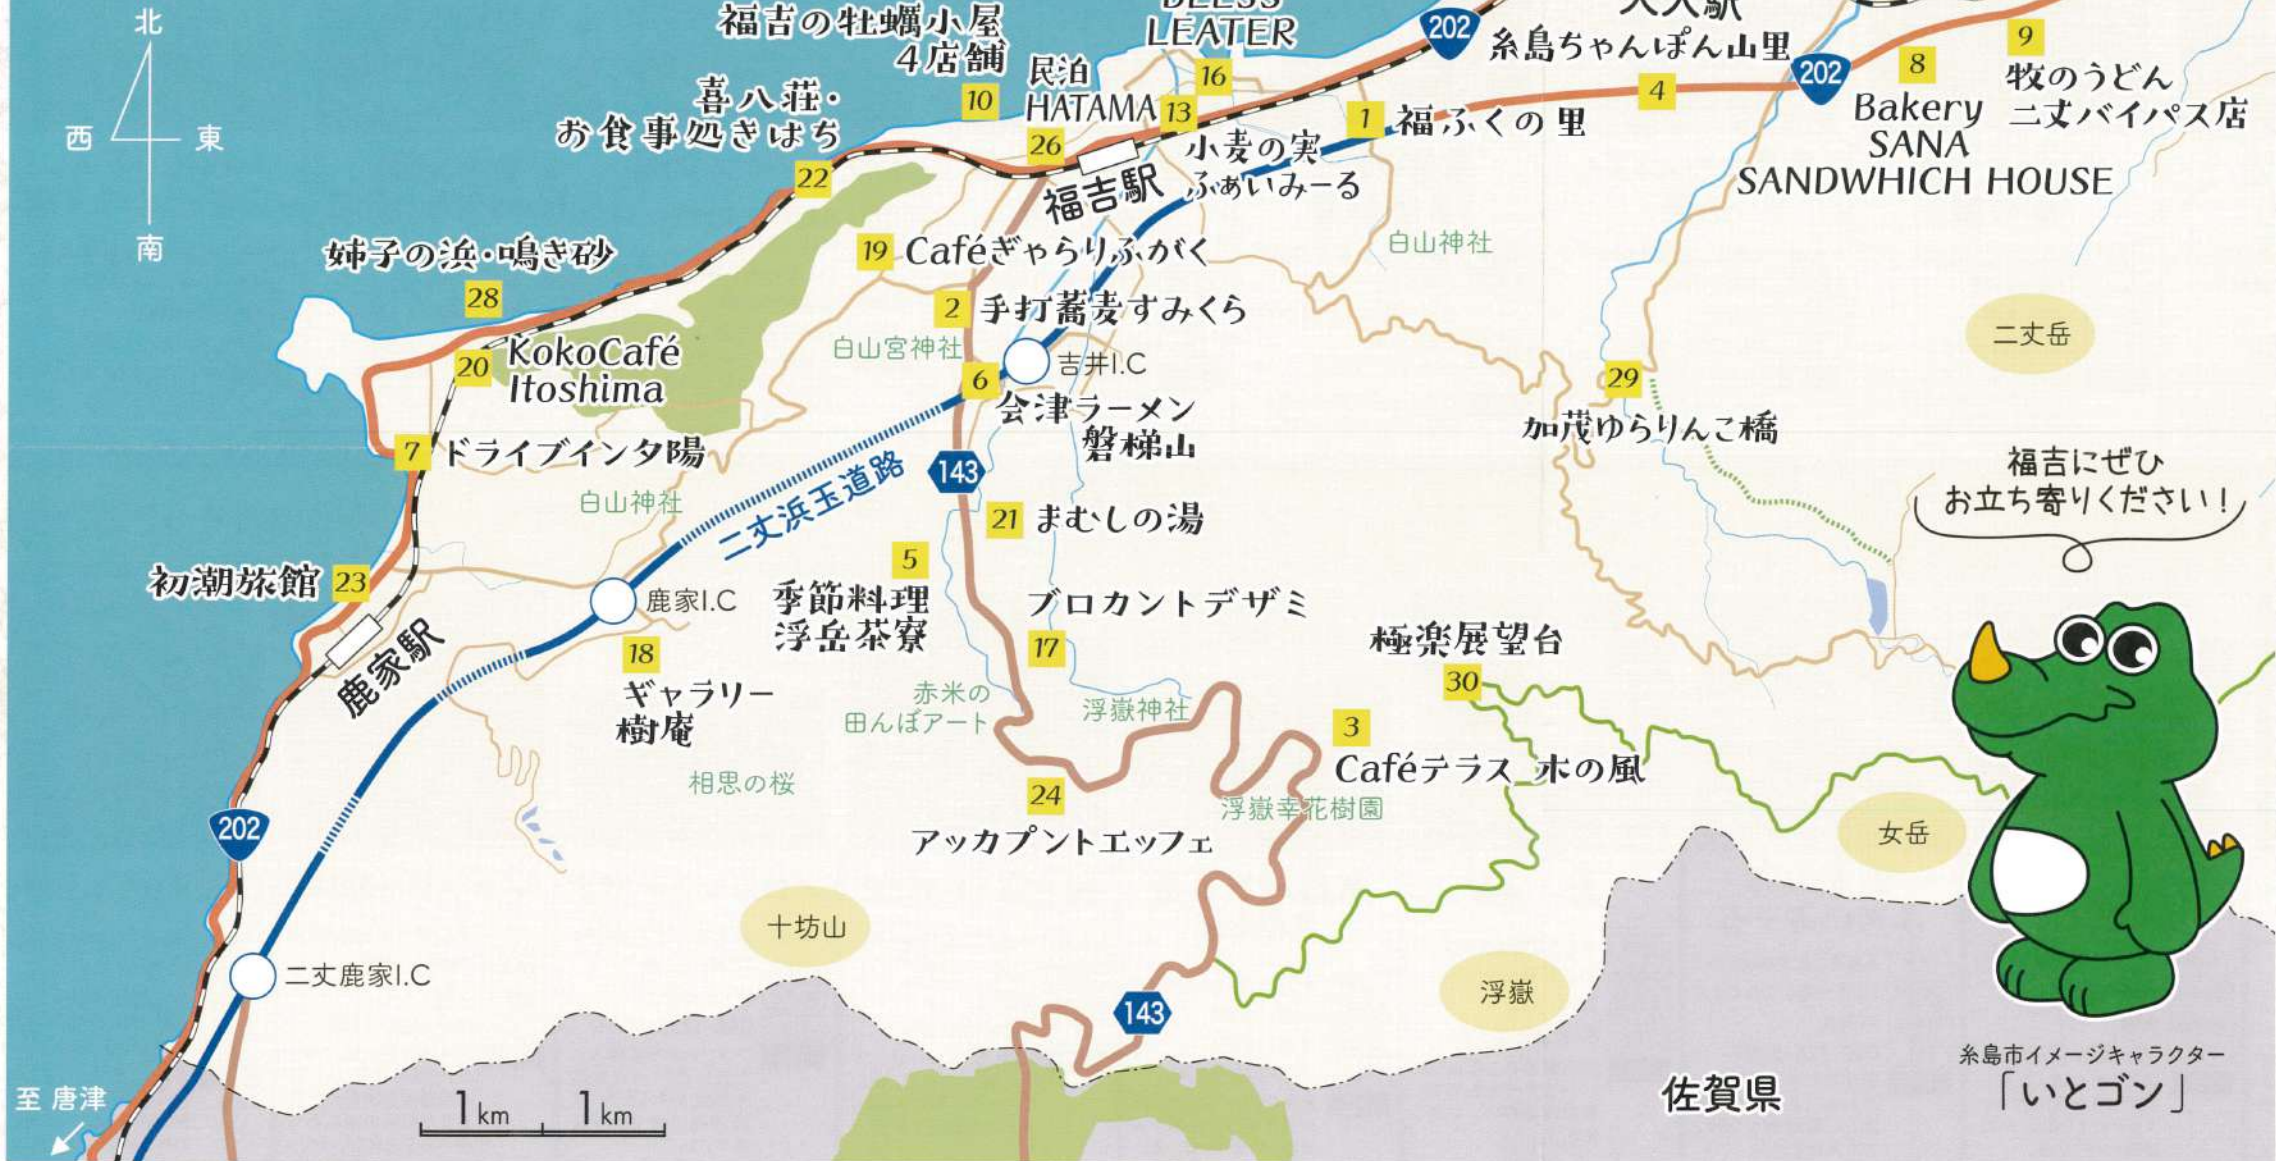 北
西
東
南
福吉の牡蠣小屋
4店舗
10
喜八荘・
お食事処きはち
22
民泊
HATAMA
26
LEATER
16
13
福吉駅
小麦の実
ふぁいみーる
202
糸島ちゃんぽん山里
4
1
福ふくの里
202
8
Bakery
SANA
SANDWHICH HOUSE
9
牧のうどん
二丈バイパス店
姉子の浜・鳴き砂
28
19
Caféぎゃらりふがく
白山神社
2
手打蕎麦すみくら
白山宮神社
吉井I.C
6
会津ラーメン
磐梯山
二丈岳
20
KokoCafé
Itoshima
29
加茂ゆらりんこ橋
7
ドライブイン夕陽
白山神社
二丈浜玉道路
143
21
まむしの湯
福吉にぜひ
お立ち寄りください!
初潮旅館
23
鹿家駅
鹿家I.C
18
ギャラリー
樹庵
5
季節料理
浮岳茶寮
ブロカントデザミ
17
極楽展望台
30
赤米の
田んぼアート
浮嶽神社
3
Caféテラス 木の風
相思の桜
24
アッカプントエッフェ
浮嶽幸花樹園
女岳
202
十坊山
二丈鹿家I.C
143
浮嶽
佐賀県
糸島市イメージキャラクター
「いとゴン」
至 唐津
1km 1km